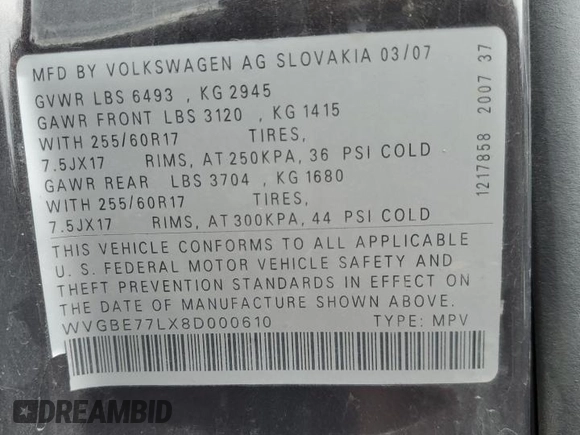 MFD BY VOLKSWAGEN AG SLOVAKIA 03/07
GVWR LBS 6493 , KG 2945
GAWR FRONT LBS 3120 , KG 1415
WITH 255/60R17 TIRES,
7.5JX17 RIMS, AT 250KPA, 36 PSI COLD
GAWR REAR LBS 3704 , KG 1680
WITH 255/60R17 TIRES,
7.5JX17 RIMS, AT 300KPA, 44 PSI COLD
THIS VEHICLE CONFORMS TO ALL APPLICABLE
U. S. FEDERAL MOTOR VEHICLE SAFETY AND
THEFT PREVENTION STANDARDS IN EFFECT ON
THE DATE OF MANUFACTURE SHOWN ABOVE.
WVGBE77LX8D000610 TYPE: MPV
1217858 2007 37
DREAMBID